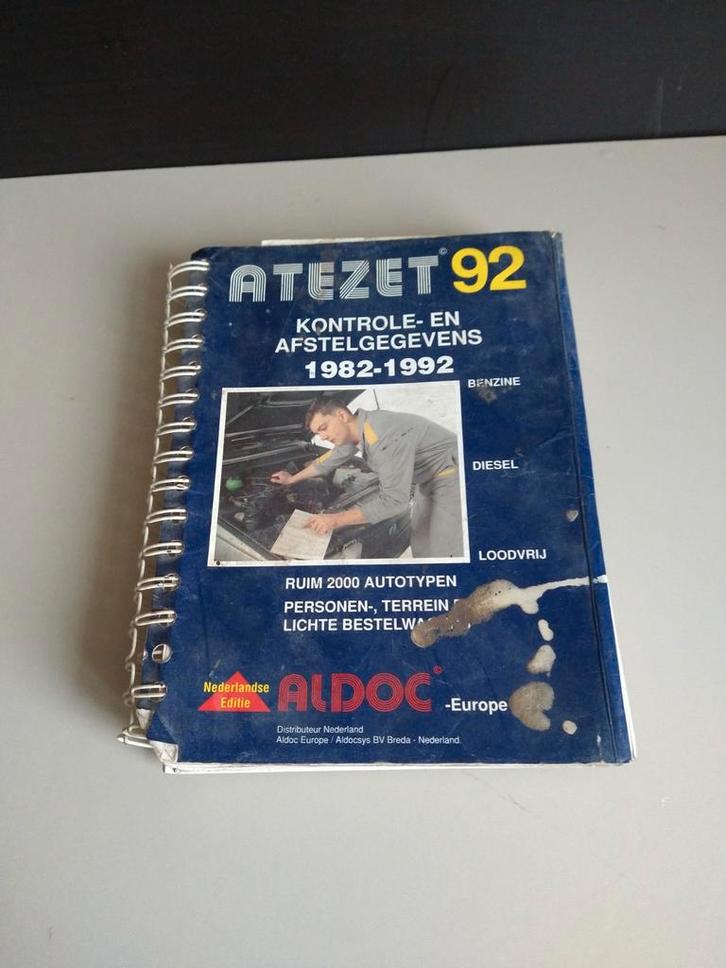 ATEZET © 92
KONTROLE- EN
AFSTELGEGEVENS
1982-1992
BENZINE
DIESEL
LOODVRIJ
RUIM 2000 AUTOTYPEN
PERSONEN-, TERREIN
LICHTE
Nederlandse
Editie
ALDOC © -Europe
Distributeur Nederland
Aldoc Europe / Aldocsys BV Breda - Nederland.